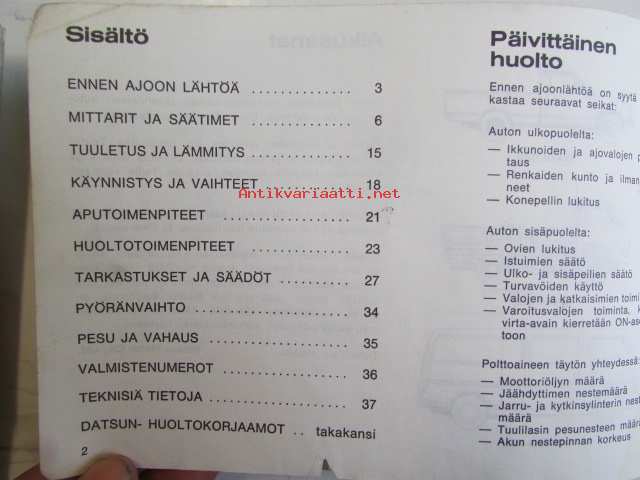 Sisältö
ENNEN AJOON LÄHTÖÄ .............. 3
MITTARIT JA SÄÄTIMET .............. 6
TUULETUS JA LÄMMITYS .............. 15
KÄYNNISTYS JA VAIHTEET .............. 18
Antikvariaatti.net
APUTOIMENPITEET .............. 21
HUOLTOTOIMENPITEET .............. 23
TARKASTUKSET JA SÄÄDÖT .............. 27
PYÖRÄNVAIHTO .............. 34
PESU JA VAHAUS .............. 35
VALMISTENUMEROT .............. 36
TEKNISIÄ TIETOJA .............. 37
DATSUN- HUOLTOKORJAAMOT .. takakansi
2
Päivittäinen
huolto
Ennen ajoonlähtöä on syytä
kastaa seuraavat seikat:
Auton ulkopuolelta:
— Ikkunoiden ja ajovalojen p
taus
— Renkaiden kunto ja ilman
neet
— Konepellin lukitus
Auton sisäpuolelta:
— Ovien lukitus
— Istuimien säätö
— Ulko- ja sisäpeilien säätö
— Turvavöiden käyttö
— Valojen ja katkaisimien toimi
— Varoitusvalojen toiminta, k
virta-avain kierretään ON-ase
toon
Polttoaineen täytön yhteydessä:
— Moottoriöljyn määrä
— Jäähdyttimen nestemäärä
— Jarru- ja kytkinsylinterin nest
määrä
— Tuulilasin pesunesteen määrä
— Akun nestepinnan korkeus